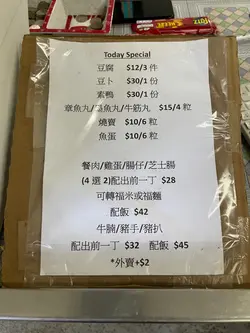 Today Special
豆腐 $12/3 件
豆卜 $30/1份
素鴨 $30/1份
章魚丸/墨魚丸/牛筋丸 $15/4 粒
燒賣 $10/6 粒
魚蛋 $10/6 粒
餐肉/雞蛋/腸仔/芝士腸
(4 選 2)配出前一丁 $28
可轉福米或福麵
配飯 $42
牛腩/豬手/豬扒
配出前一丁 $32 配飯 $45
*外賣+$2
RITZ